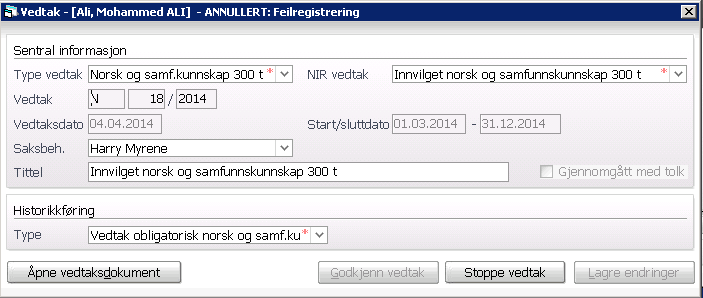 Vedtak - [Ali, Mohammed ALI] - ANNULLERT: Feilregistrering
Sentral informasjon
Type vedtak Norsk og samf.kunnskap 300 t * NIR vedtak Innvilget norsk og samfunnskunnskap 300 t *
Vedtak N 18 / 2014
Vedtaksdato 04.04.2014 Start/sluttdato 01.03.2014 - 31.12.2014
Saksbeh. Harry Myrene
Tittel Innvilget norsk og samfunnskunnskap 300 t Gjennomgått med tolk
Historikkføring
Type Vedtak obligatorisk norsk og samf.ku *
Åpne vedtaksdokument Godkjenn vedtak Stoppe vedtak Lagre endringer